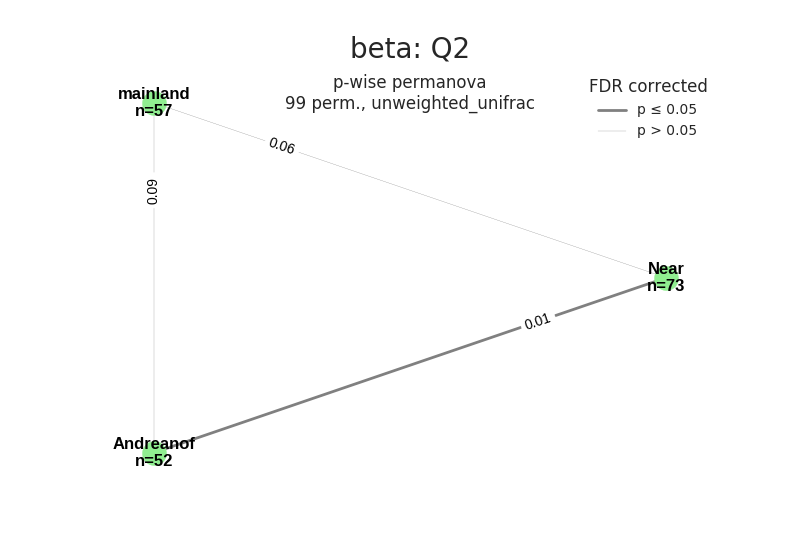 beta: Q2
p-wise permanova
99 perm., unweighted_unifrac
FDR corrected
p ≤ 0.05
p > 0.05
mainland
n=57
0.06
0.09
Near
n=73
0.01
Andreanof
n=52